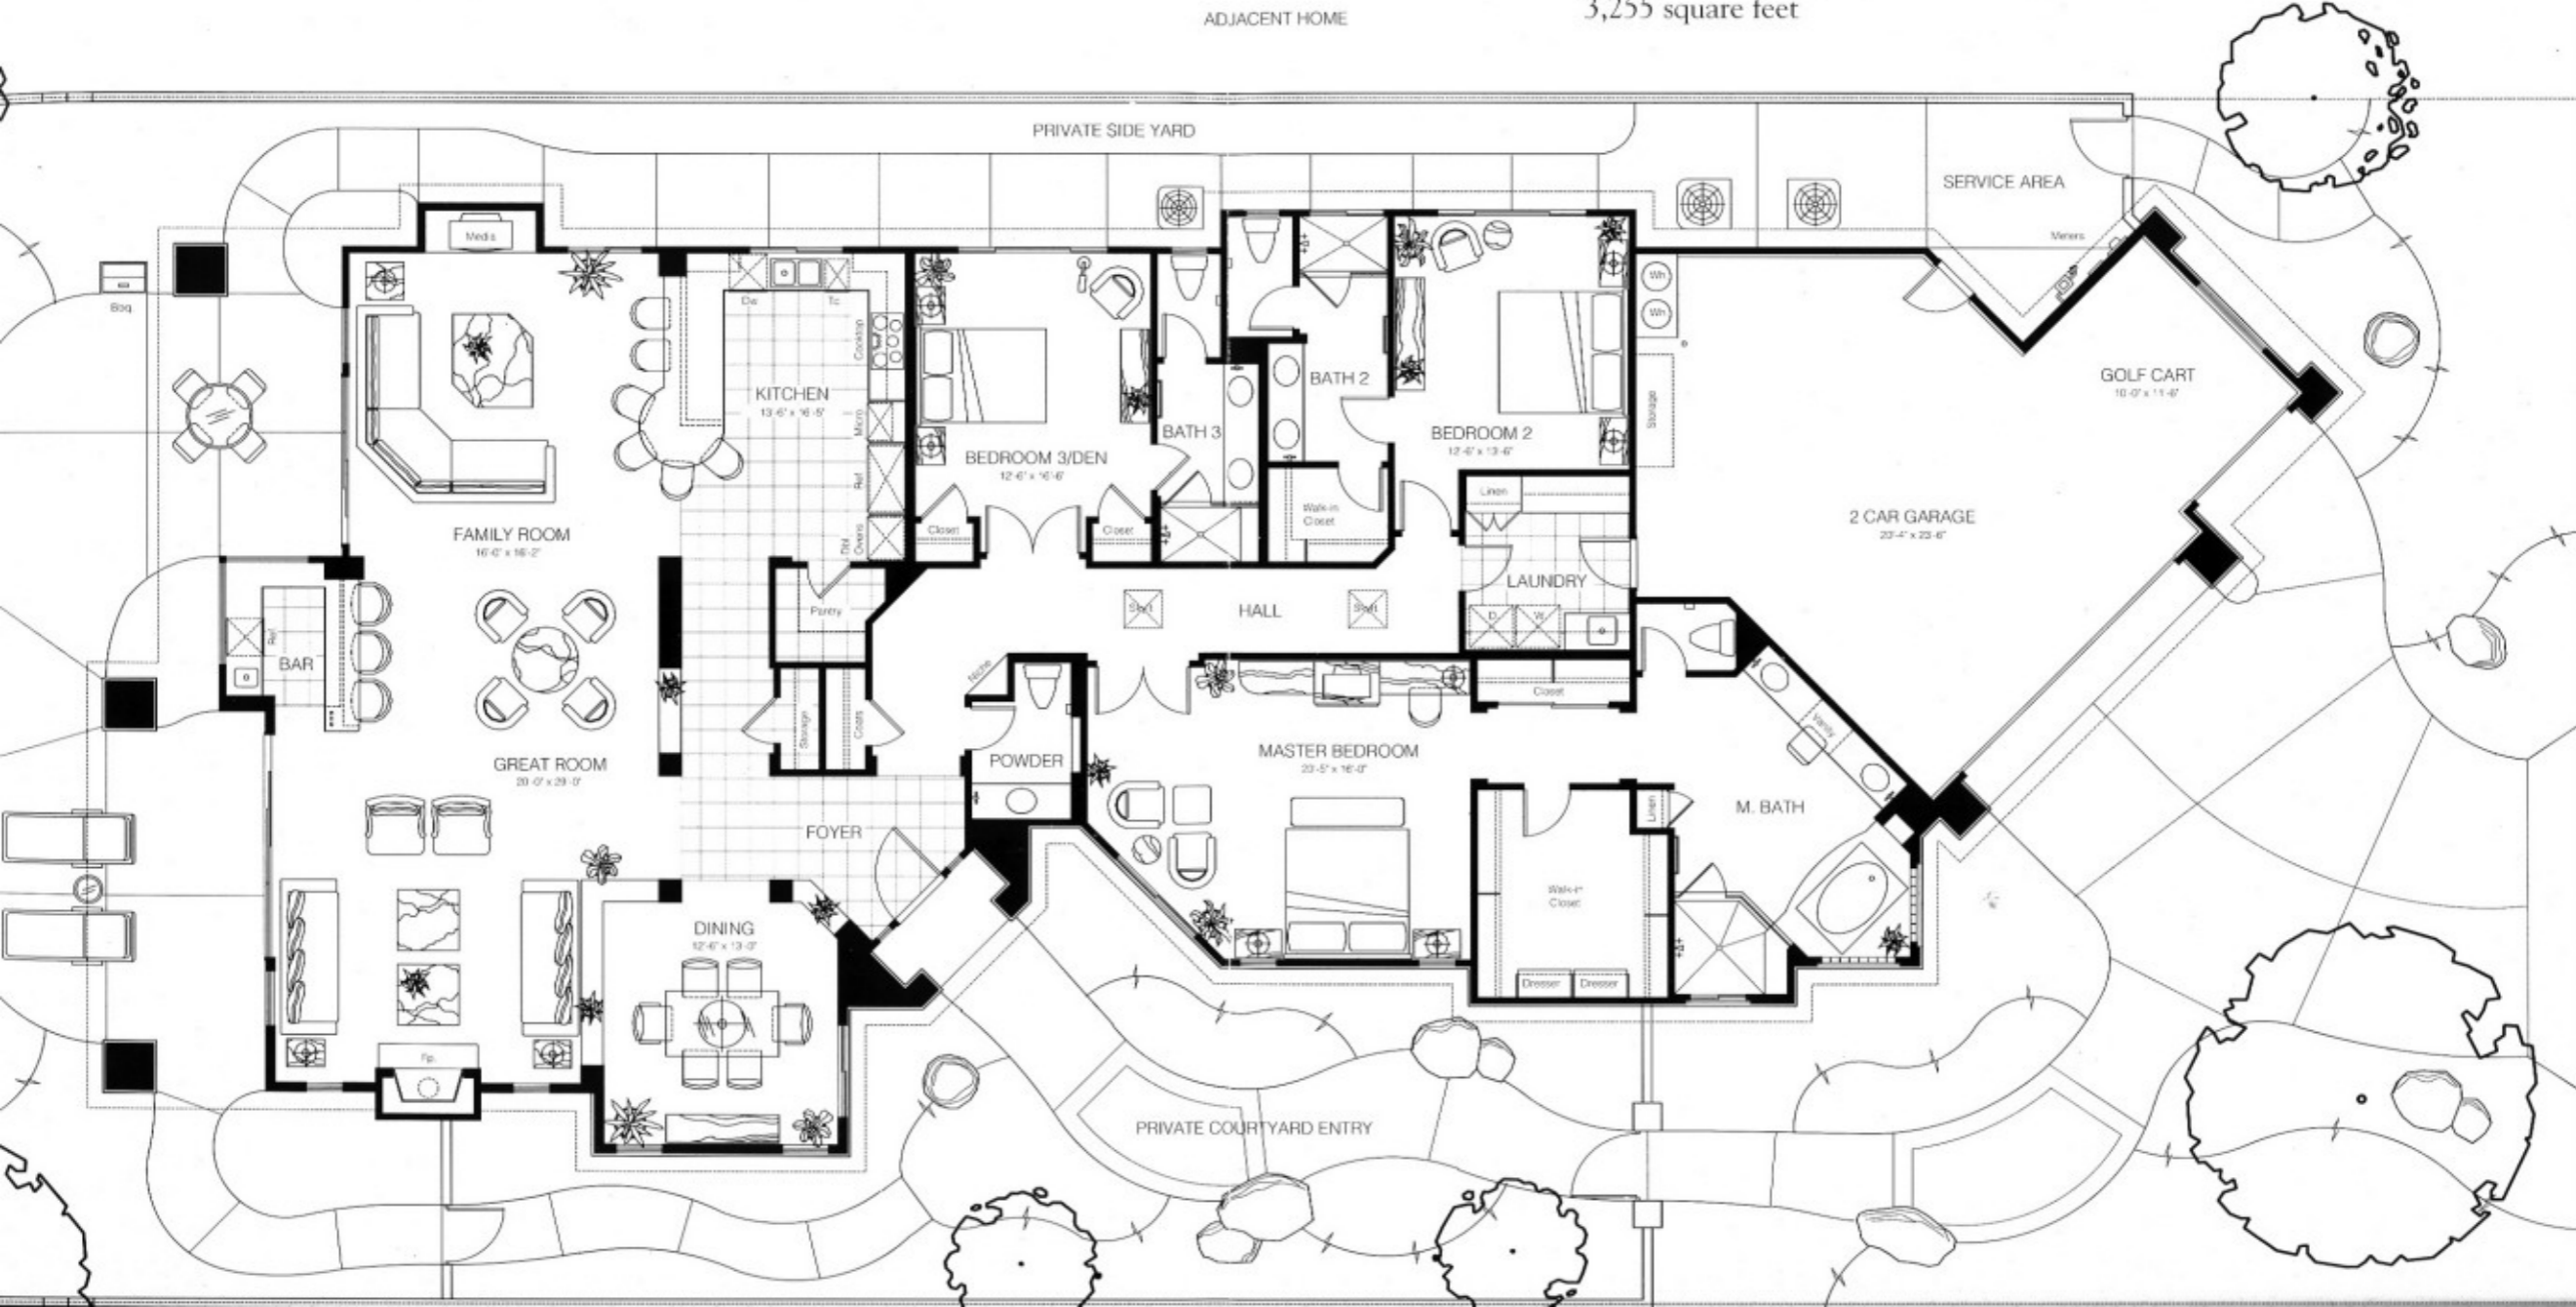 3,255 square feet
ADJACENT HOME
PRIVATE SIDE YARD
SERVICE AREA
Meters
Media
Bbq.
Dw
Tc
Cooktop
KITCHEN
13'-6" x 16'-5"
Micro
Ref
Dbl
Ovens
FAMILY ROOM
16'-0" x 16'-2"
BEDROOM 3/DEN
12'-6" x 16'-6"
Closet
Closet
BATH 3
BATH 2
Walk-in
Closet
BEDROOM 2
12'-6" x 13'-6"
Wh
Wh
Storage
GOLF CART
10'-0" x 11'-6"
2 CAR GARAGE
20'-4" x 23'-6"
Linen
LAUNDRY
D
W
Pantry
HALL
Ref
BAR
Niche
Storage
Coats
POWDER
GREAT ROOM
20'-0" x 29'-0"
MASTER BEDROOM
20'-5" x 16'-0"
Closet
Vanity
Linen
M. BATH
FOYER
Walk-in
Closet
Dresser
Dresser
DINING
12'-6" x 13'-0"
Fp.
PRIVATE COURTYARD ENTRY